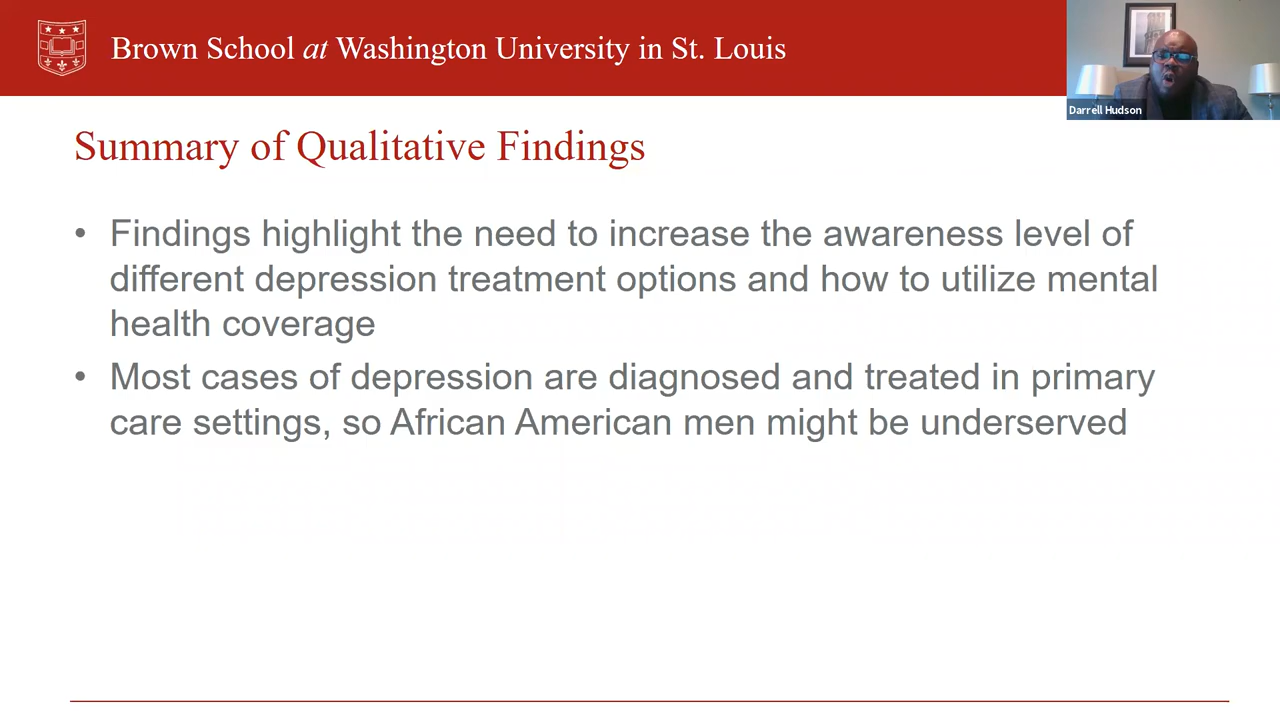 Brown School at Washington University in St. Louis
Darrell Hudson
Summary of Qualitative Findings
• Findings highlight the need to increase the awareness level of
different depression treatment options and how to utilize mental
health coverage
• Most cases of depression are diagnosed and treated in primary
care settings, so African American men might be underserved